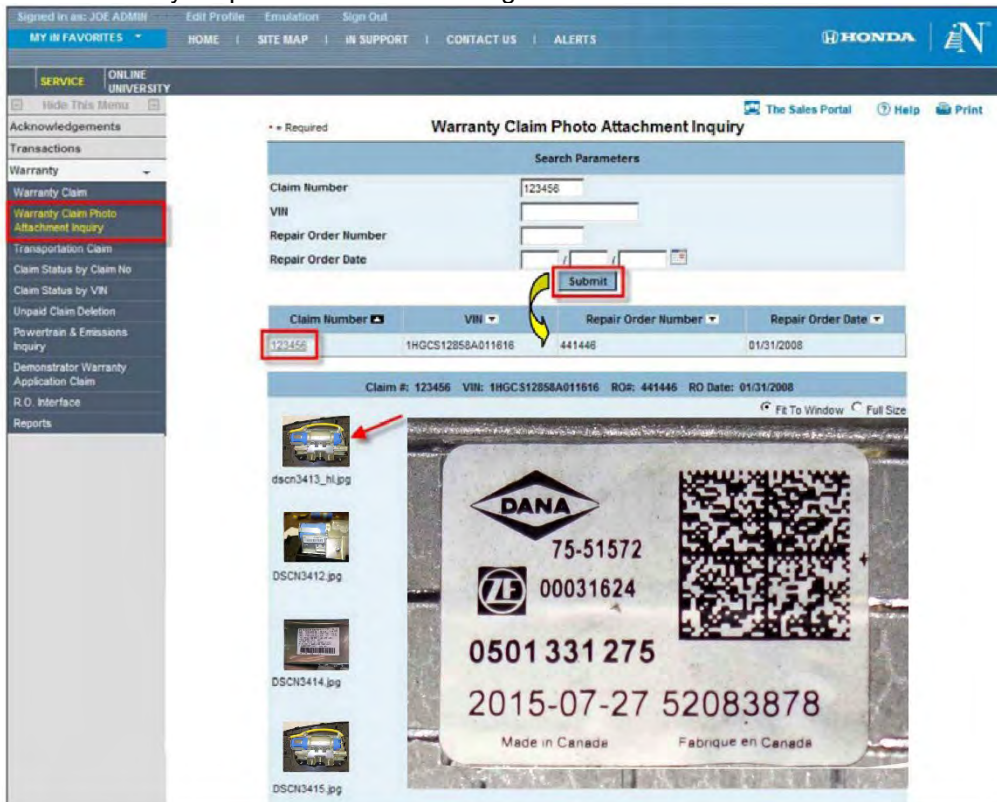 Signed in as: JOE ADMIN Edit Profile Emulation Sign Out
MY iN FAVORITES HOME | SITE MAP | iN SUPPORT | CONTACT US | ALERTS HONDA iN
SERVICE ONLINE UNIVERSITY
Hide This Menu
Acknowledgements
Transactions
Warranty
Warranty Claim
Warranty Claim Photo
Attachment Inquiry
Transportation Claim
Claim Status by Claim No
Claim Status by VIN
Unpaid Claim Deletion
Powertrain & Emissions
Inquiry
Demonstrator Warranty
Application Claim
R.O. Interface
Reports
The Sales Portal Help Print
= Required Warranty Claim Photo Attachment Inquiry
Search Parameters
Claim Number 123456
VIN
Repair Order Number
Repair Order Date / /
Submit
Claim Number VIN Repair Order Number Repair Order Date
123456 1HGCS12858A011616 441446 01/31/2008
Claim #: 123456 VIN: 1HGCS12858A011616 RO#: 441446 RO Date: 01/31/2008
Fit To Window Full Size
dscn3413_hl.jpg
DSCN3412.jpg
DSCN3414.jpg
DSCN3415.jpg
DANA
75-51572
ZF 00031624
0501 331 275
2015-07-27 52083878
Made in Canada Fabrique en Canada